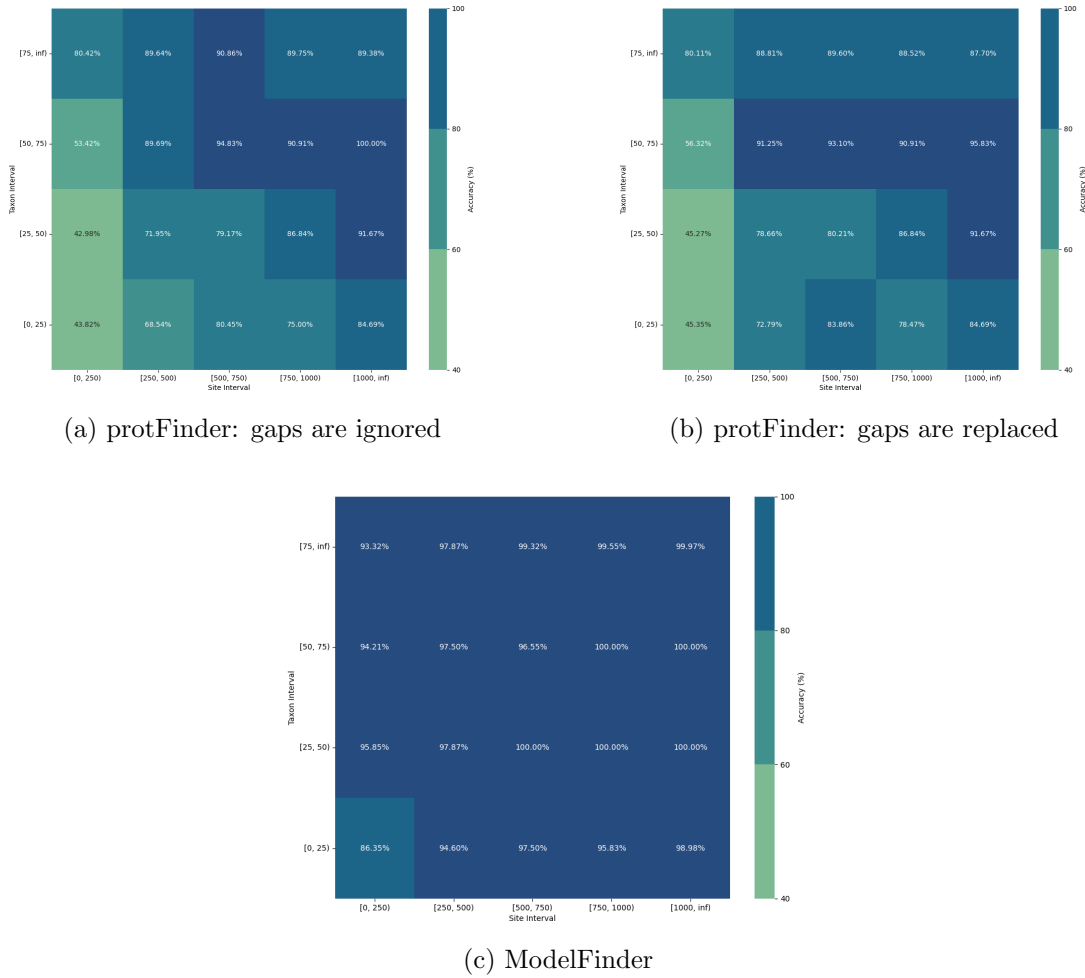 100
[75, inf)
80.42% 89.64% 90.86% 89.75% 89.38%
80
[50, 75)
53.42% 89.69% 94.83% 90.91% 100.00%
Taxon Interval
Accuracy (%)
60
[25, 50)
42.98% 71.95% 79.17% 86.84% 91.67%
[0, 25)
43.82% 68.54% 80.45% 75.00% 84.69%
40
[0, 250) [250, 500) [500, 750) [750, 1000) [1000, inf)
Site Interval
(a) protFinder: gaps are ignored
100
[75, inf)
80.11% 88.81% 89.60% 88.52% 87.70%
80
[50, 75)
56.32% 91.25% 93.10% 90.91% 95.83%
Taxon Interval
Accuracy (%)
60
[25, 50)
45.27% 78.66% 80.21% 86.84% 91.67%
[0, 25)
45.35% 72.79% 83.86% 78.47% 84.69%
40
[0, 250) [250, 500) [500, 750) [750, 1000) [1000, inf)
Site Interval
(b) protFinder: gaps are replaced
100
[75, inf)
93.32% 97.87% 99.32% 99.55% 99.97%
80
[50, 75)
94.21% 97.50% 96.55% 100.00% 100.00%
Taxon Interval
Accuracy (%)
60
[25, 50)
95.85% 97.87% 100.00% 100.00% 100.00%
[0, 25)
86.35% 94.60% 97.50% 95.83% 98.98%
40
[0, 250) [250, 500) [500, 750) [750, 1000) [1000, inf)
Site Interval
(c) ModelFinder